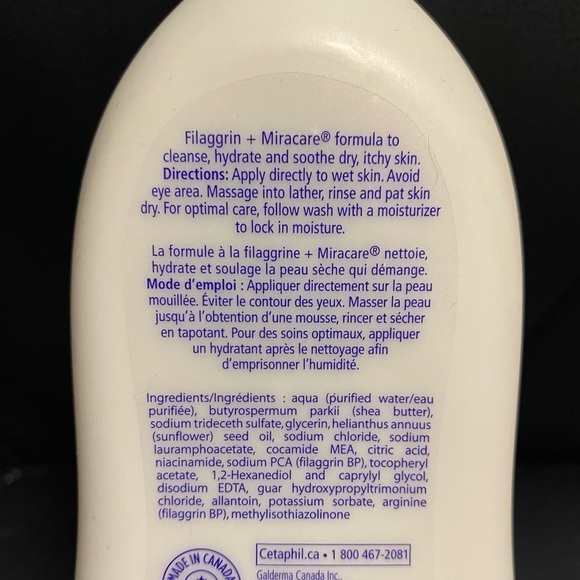 Filaggrin + Miracare® formula to
cleanse, hydrate and soothe dry, itchy skin.
Directions: Apply directly to wet skin. Avoid
eye area. Massage into lather, rinse and pat skin
dry. For optimal care, follow wash with a moisturizer
to lock in moisture.
La formule à la filaggrine + Miracare® nettoie,
hydrate et soulage la peau sèche qui démange.
Mode d'emploi : Appliquer directement sur la peau
mouillée. Éviter le contour des yeux. Masser la peau
jusqu'à l'obtention d'une mousse, rincer et sécher
en tapotant. Pour des soins optimaux, appliquer
un hydratant après le nettoyage afin
d'emprisonner l'humidité.
Ingredients/Ingrédients : aqua (purified water/eau
purifiée), butyrospermum parkii (shea butter),
sodium trideceth sulfate, glycerin, helianthus annuus
(sunflower) seed oil, sodium chloride, sodium
lauramphoacetate, cocamide MEA, citric acid,
niacinamide, sodium PCA (filaggrin BP), tocopheryl
acetate, 1,2-Hexanediol and caprylyl glycol,
disodium EDTA, guar hydroxypropyltrimonium
chloride, allantoin, potassium sorbate, arginine
(filaggrin BP), methylisothiazolinone
MADE IN CANADA
Cetaphil.ca • 1 800 467-2081
Galderma Canada Inc.,